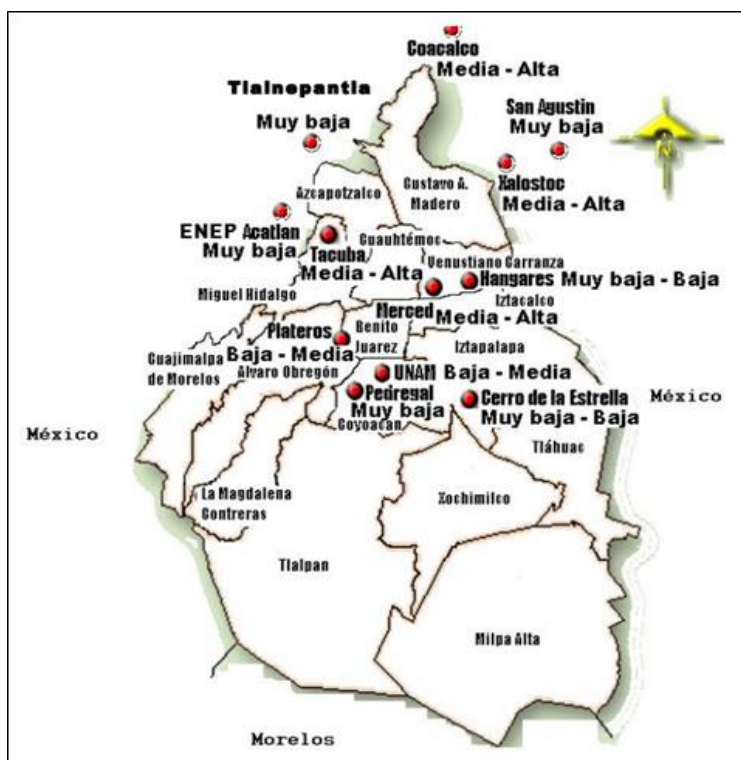 Coacalco
Media - Alta
Tlalnepantla
San Agustin
Muy baja
Muy baja
N
Xalostoc
Azcapotzalco
Gustavo A.
Madero
Media - Alta
ENEP Acatlan
Muy baja
Cuauhtémoc
Tacuba
Venustiano Carranza
Media - Alta
Hangares Muy baja - Baja
Miguel Hidalgo
Iztacalco
Merced
Media - Alta
Plateros
Benito
Juarez
Iztapalapa
Guajimalpa
de Morelos
Baja - Media
Alvaro Obregón
UNAM Baja - Media
Pedregal
Muy baja
Coyoacan
Cerro de la Estrella
Muy baja - Baja
México
México
Tláhuac
La Magdalena
Contreras
Xochimilco
Tlalpan
Milpa Alta
Morelos